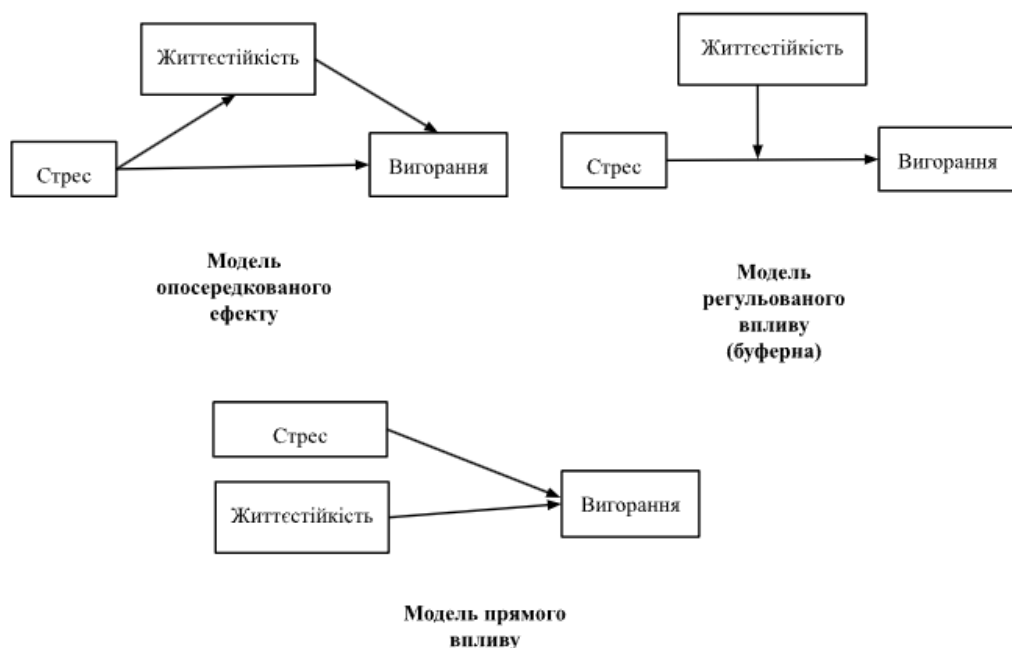 Життєстійкість
Стрес
Вигорання
Модель
опосередкованого
ефекту
Життєстійкість
Стрес
Вигорання
Модель
регульованого
впливу
(буферна)
Стрес
Життєстійкість
Вигорання
Модель прямого
впливу